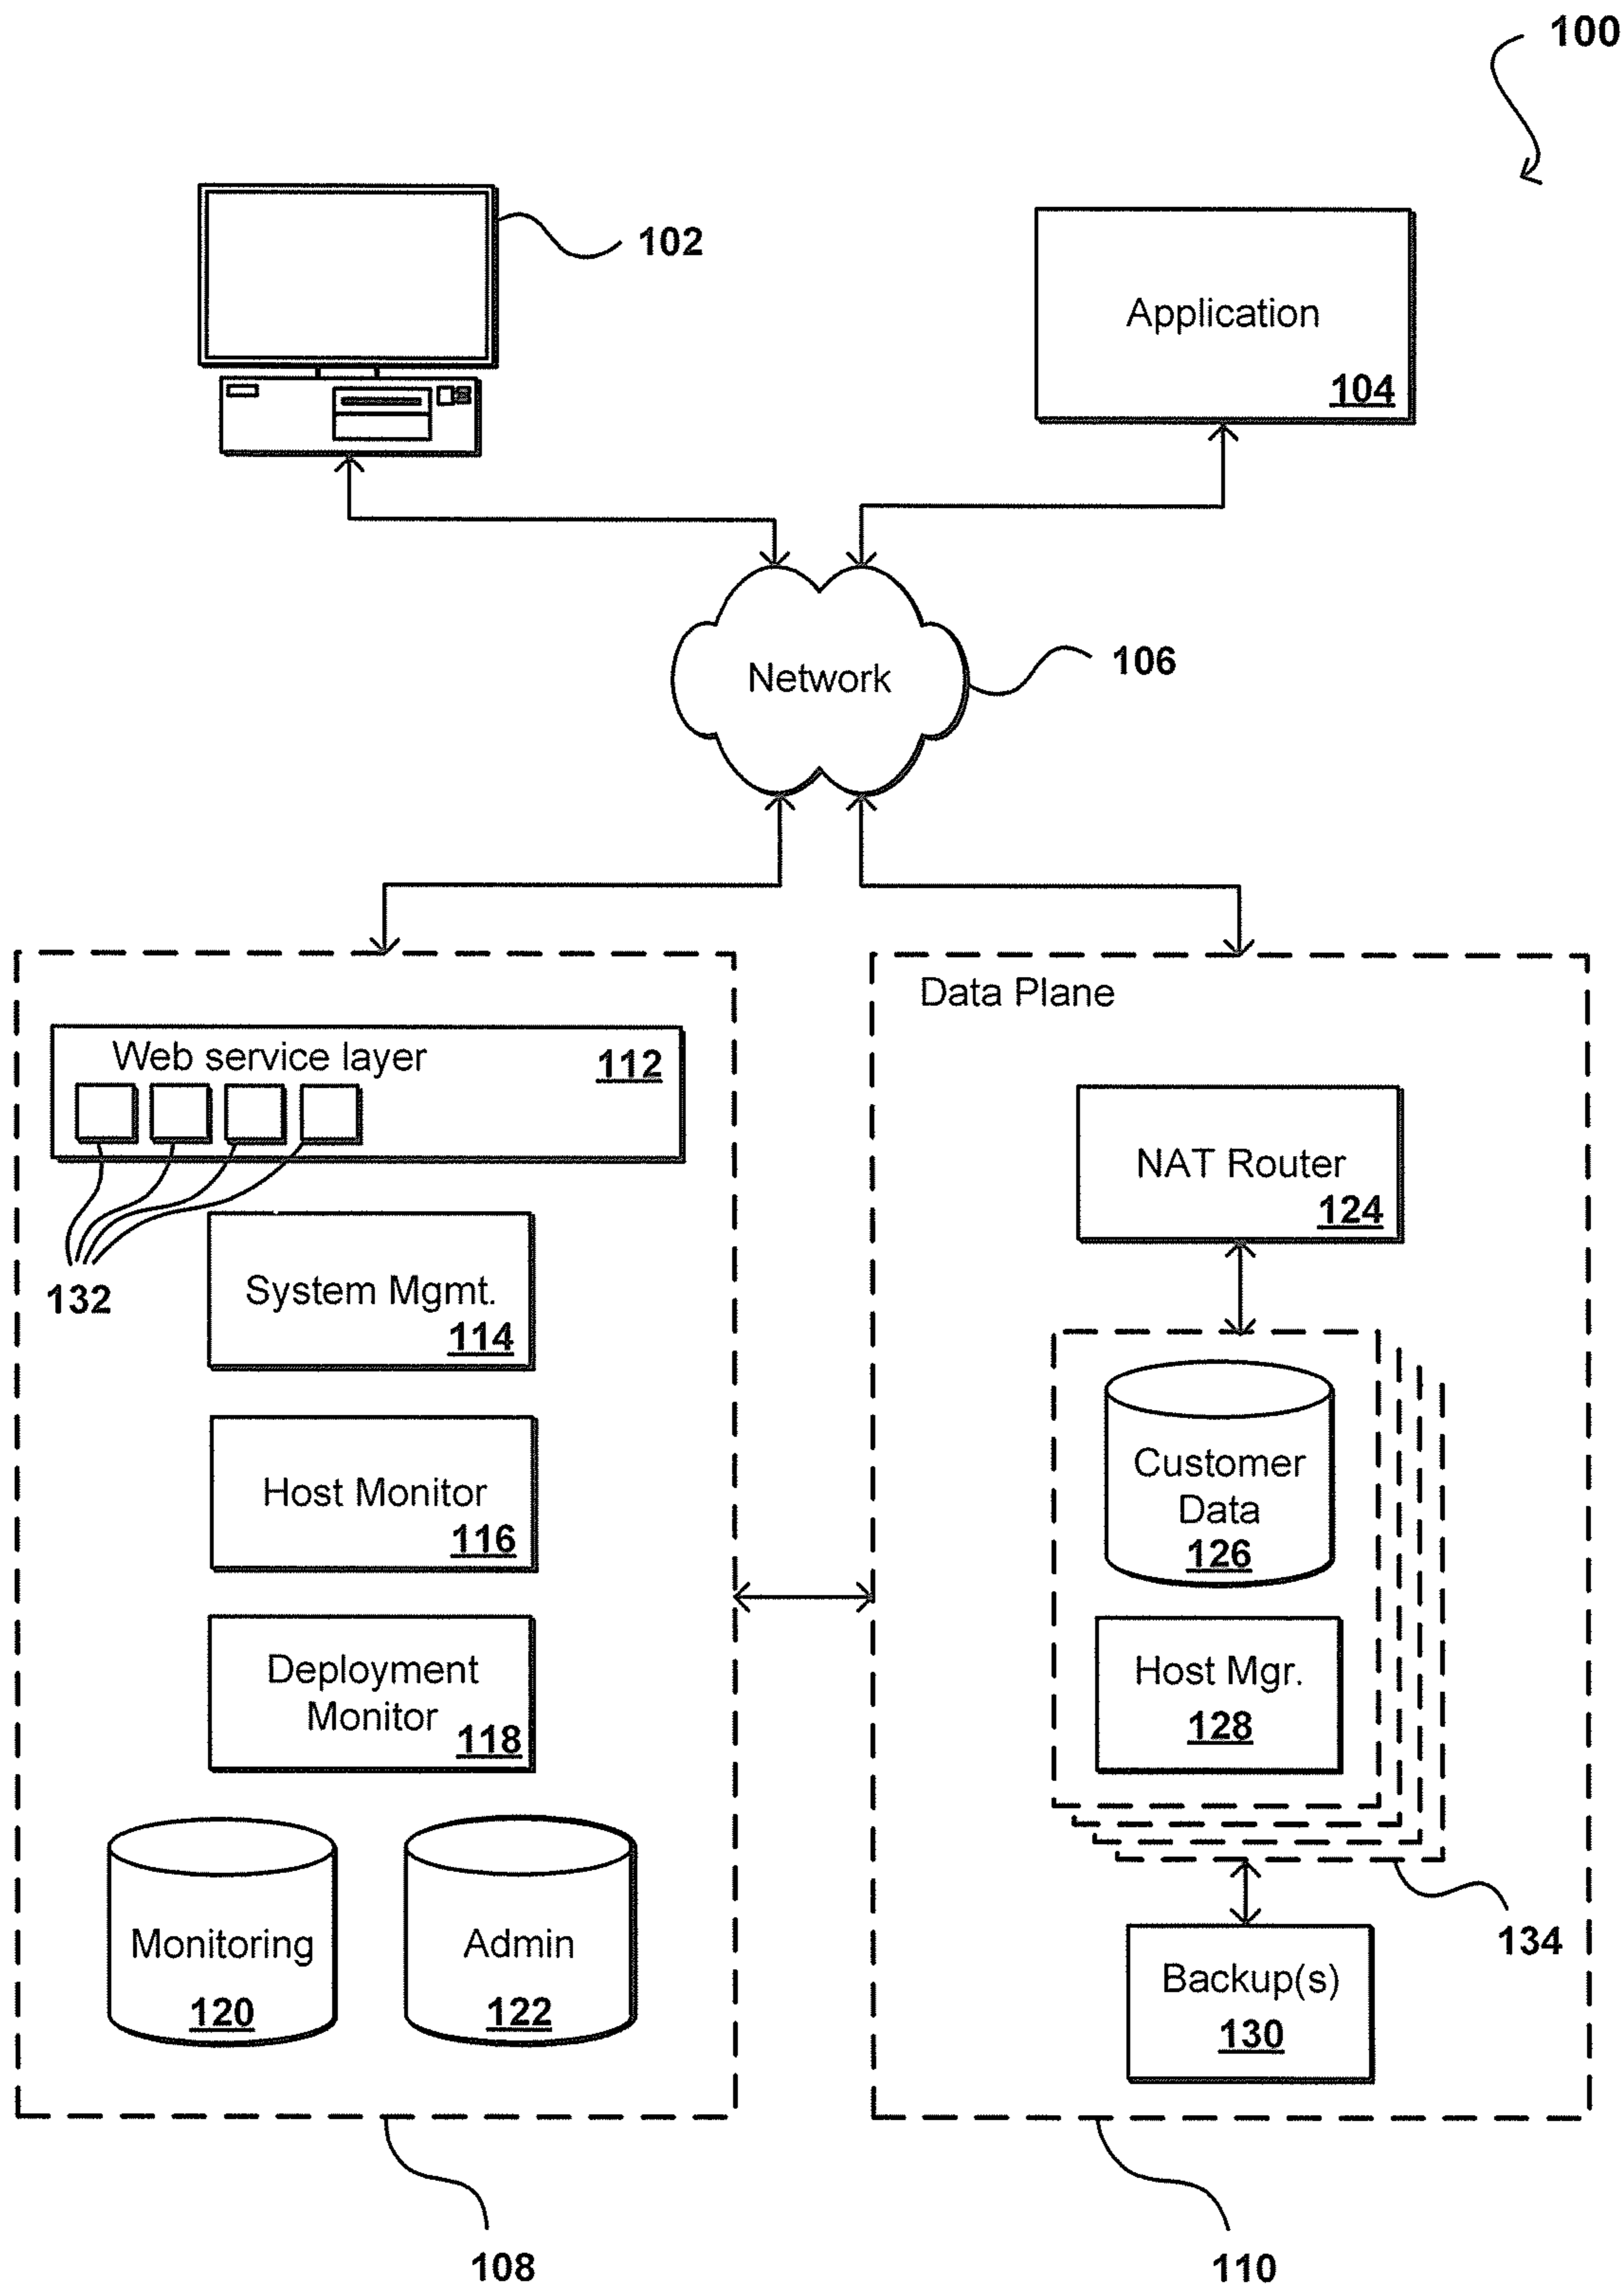 100
102
Application
104
Network
106
Web service layer
112
132
System Mgmt.
114
Host Monitor
116
Deployment
Monitor
118
Monitoring
120
Admin
122
108
Data Plane
NAT Router
124
Customer
Data
126
Host Mgr.
128
134
Backup(s)
130
110